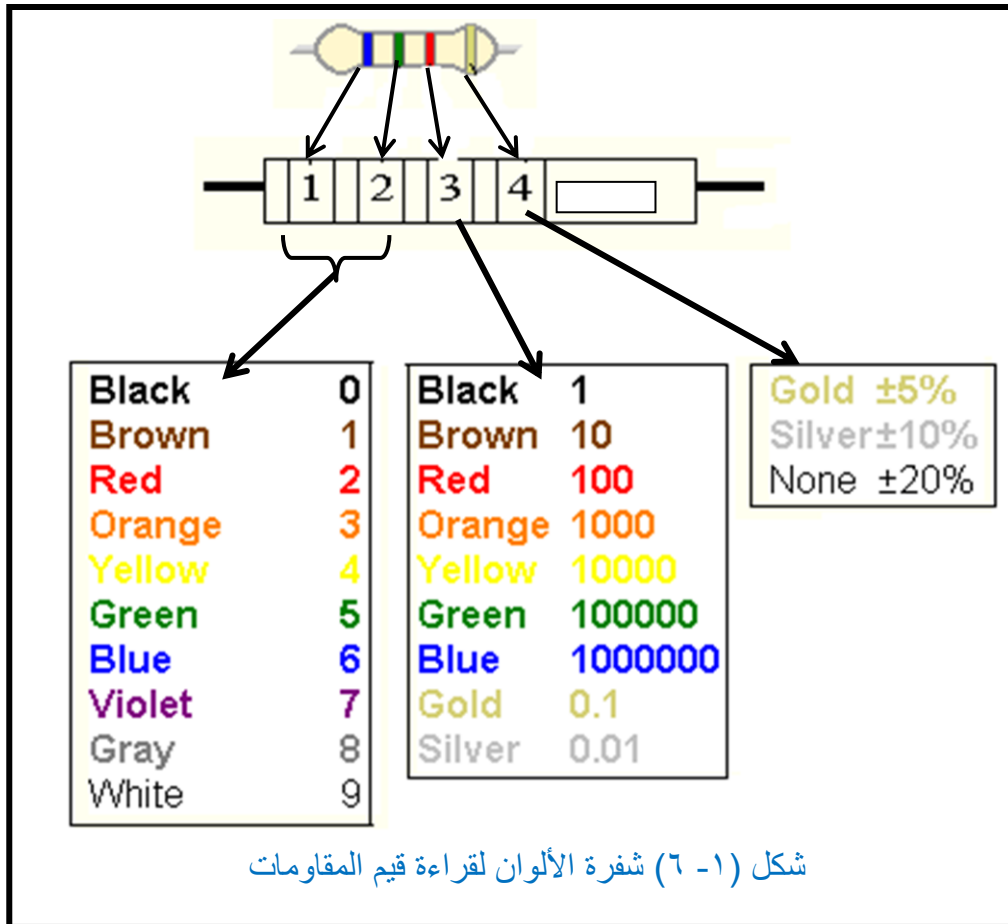 1 2 3 4
Black 0
Brown 1
Red 2
Orange 3
Yellow 4
Green 5
Blue 6
Violet 7
Gray 8
White 9
Black 1
Brown 10
Red 100
Orange 1000
Yellow 10000
Green 100000
Blue 1000000
Gold 0.1
Silver 0.01
Gold ±5%
Silver±10%
None ±20%
شكل (١- ٦) شفرة الألوان لقراءة قيم المقاومات